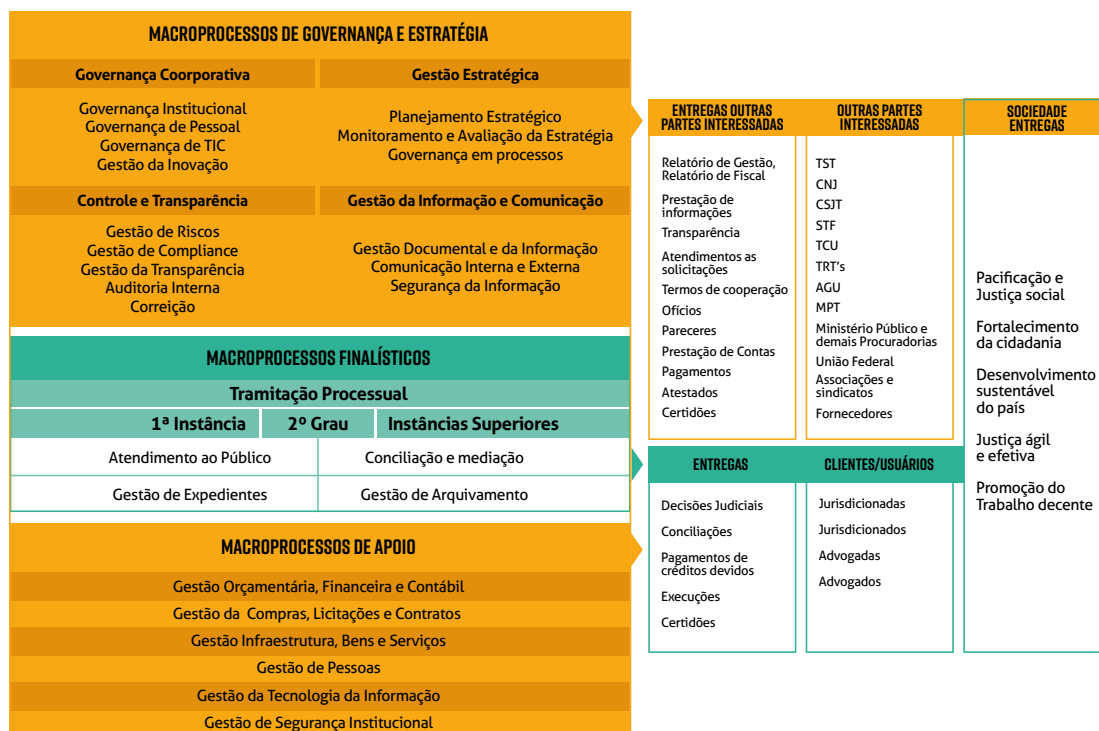 MACROPROCESSOS DE GOVERNANÇA E ESTRATÉGIA
Governança Coorporativa
Governança Institucional
Governança de Pessoal
Governança de TIC
Gestão da Inovação
Gestão Estratégica
Planejamento Estratégico
Monitoramento e Avaliação da Estratégia
Governança em processos
Controle e Transparência
Gestão de Riscos
Gestão de Compliance
Gestão da Transparência
Auditoria Interna
Correição
Gestão da Informação e Comunicação
Gestão Documental e da Informação
Comunicação Interna e Externa
Segurança da Informação
MACROPROCESSOS FINALÍSTICOS
Tramitação Processual
1ª Instância
2º Grau
Instâncias Superiores
Atendimento ao Público
Conciliação e mediação
Gestão de Expedientes
Gestão de Arquivamento
MACROPROCESSOS DE APOIO
Gestão Orçamentária, Financeira e Contábil
Gestão da Compras, Licitações e Contratos
Gestão Infraestrutura, Bens e Serviços
Gestão de Pessoas
Gestão da Tecnologia da Informação
Gestão de Segurança Institucional
ENTREGAS OUTRAS
PARTES INTERESSADAS
Relatório de Gestão,
Relatório de Fiscal
Prestação de
informações
Transparência
Atendimentos as
solicitações
Termos de cooperação
Ofícios
Pareceres
Prestação de Contas
Pagamentos
Atestados
Certidões
OUTRAS PARTES
INTERESSADAS
TST
CNJ
CSJT
STF
TCU
TRT's
AGU
MPT
Ministério Público e
demais Procuradorias
União Federal
Associações e
sindicatos
Fornecedores
ENTREGAS
Decisões Judiciais
Conciliações
Pagamentos de
créditos devidos
Execuções
Certidões
CLIENTES/USUÁRIOS
Jurisdicionadas
Jurisdicionados
Advogadas
Advogados
SOCIEDADE
ENTREGAS
Pacificação e
Justiça social
Fortalecimento
da cidadania
Desenvolvimento
sustentável
do país
Justiça ágil
e efetiva
Promoção do
Trabalho decente